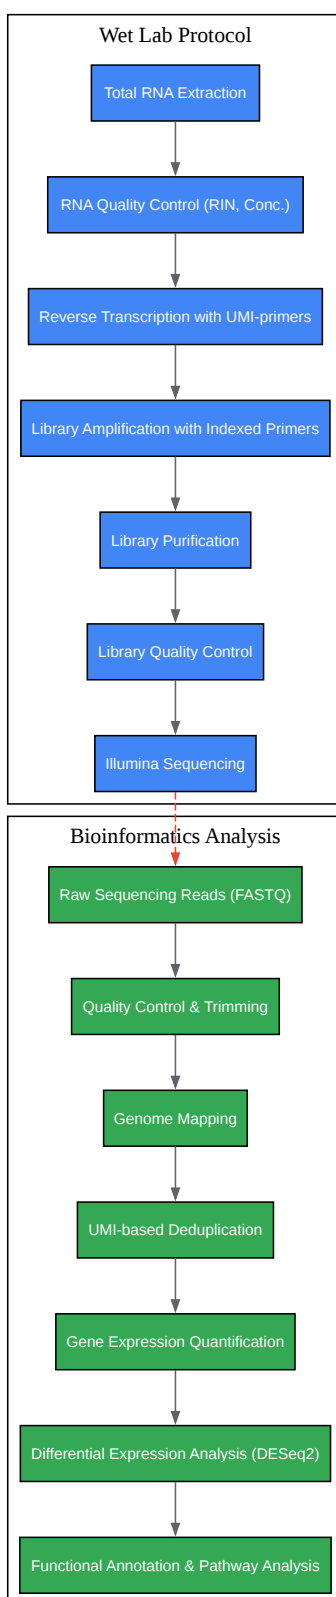 Wet Lab Protocol
Total RNA Extraction
RNA Quality Control (RIN, Conc.)
Reverse Transcription with UMI-primers
Library Amplification with Indexed Primers
Library Purification
Library Quality Control
Illumina Sequencing
Bioinformatics Analysis
Raw Sequencing Reads (FASTQ)
Quality Control & Trimming
Genome Mapping
UMI-based Deduplication
Gene Expression Quantification
Differential Expression Analysis (DESeq2)
Functional Annotation & Pathway Analysis